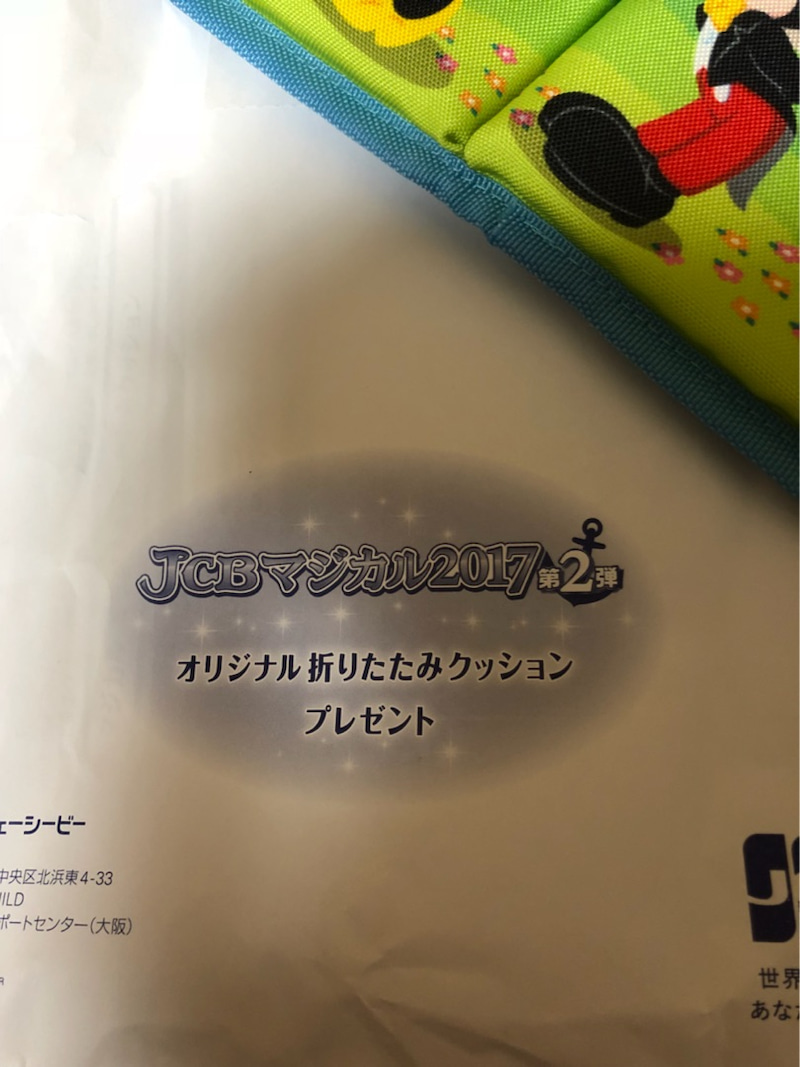 JCBマジカル2017 第2弾
オリジナル折りたたみクッション
プレゼント
ェーシービー
中央区北浜東4-33
ILD
ポートセンター(大阪)
世界
あな